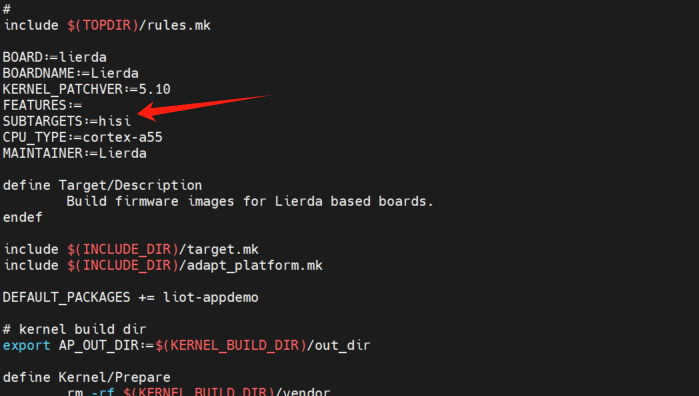 #
include $(TOPDIR)/rules.mk
BOARD:=lierda
BOARDNAME:=Lierda
KERNEL_PATCHVER:=5.10
FEATURES:=
SUBTARGETS:=hisi
CPU_TYPE:=cortex-a55
MAINTAINER:=Lierda
define Target/Description
        Build firmware images for Lierda based boards.
endef
include $(INCLUDE_DIR)/target.mk
include $(INCLUDE_DIR)/adapt_platform.mk
DEFAULT_PACKAGES += liot-appdemo
# kernel build dir
export AP_OUT_DIR:=$(KERNEL_BUILD_DIR)/out_dir
define Kernel/Prepare
        rm -rf $(KERNEL_BUILD_DIR)/vendor